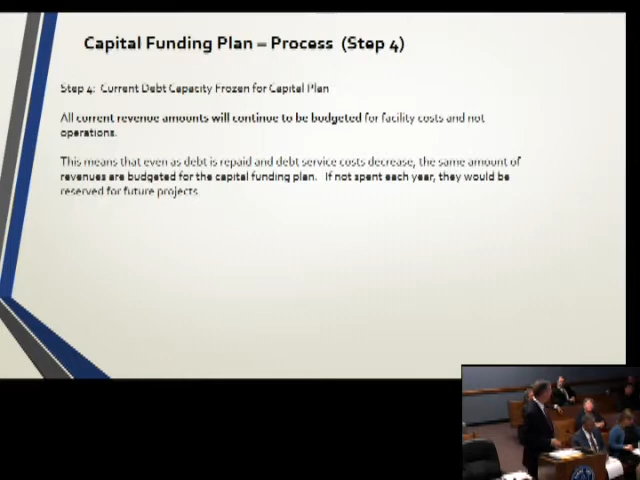 Capital Funding Plan – Process (Step 4)
Step 4: Current Debt Capacity Frozen for Capital Plan
All current revenue amounts will continue to be budgeted for facility costs and not
operations.
This means that even as debt is repaid and debt service costs decrease, the same amount of
revenues are budgeted for the capital funding plan. If not spent each year, they would be
reserved for future projects.